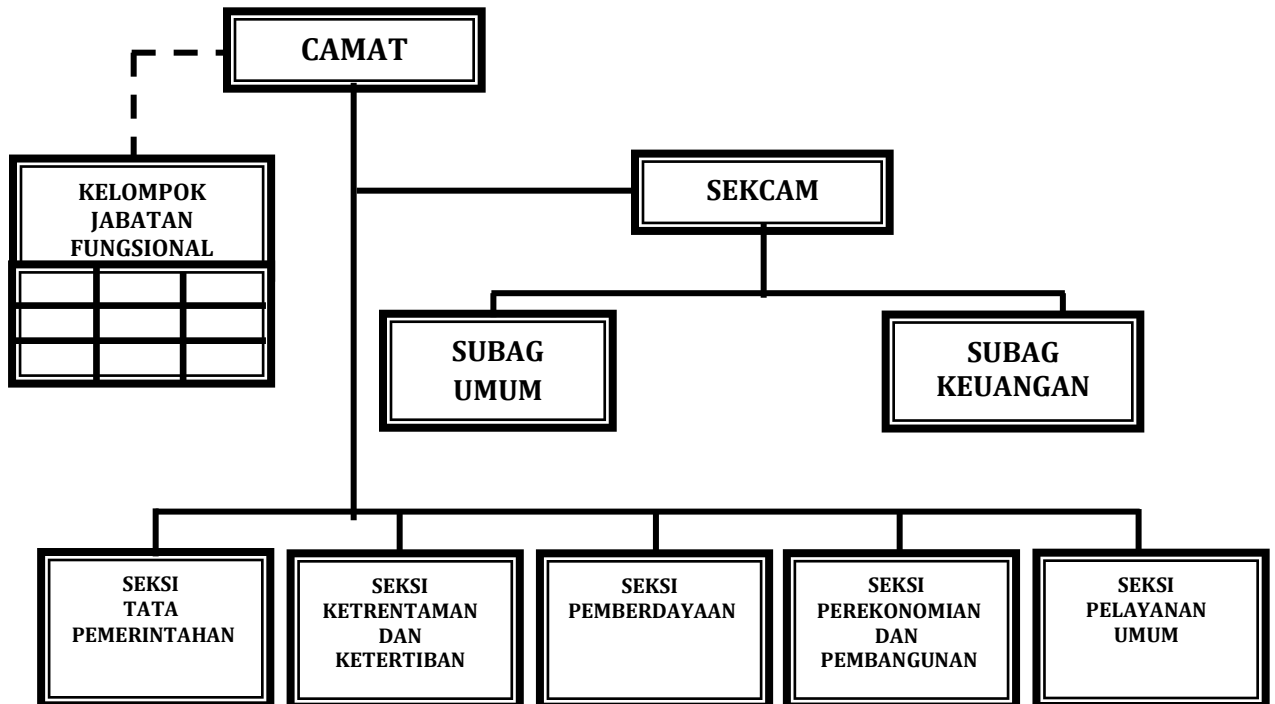 CAMAT
KELOMPOK
JABATAN
FUNGSIONAL
SEKCAM
SUBAG
UMUM
SUBAG
KEUANGAN
SEKSI
TATA
PEMERINTAHAN
SEKSI
KETRENTAMAN
DAN
KETERTIBAN
SEKSI
PEMBERDAYAAN
SEKSI
PEREKONOMIAN
DAN
PEMBANGUNAN
SEKSI
PELAYANAN
UMUM